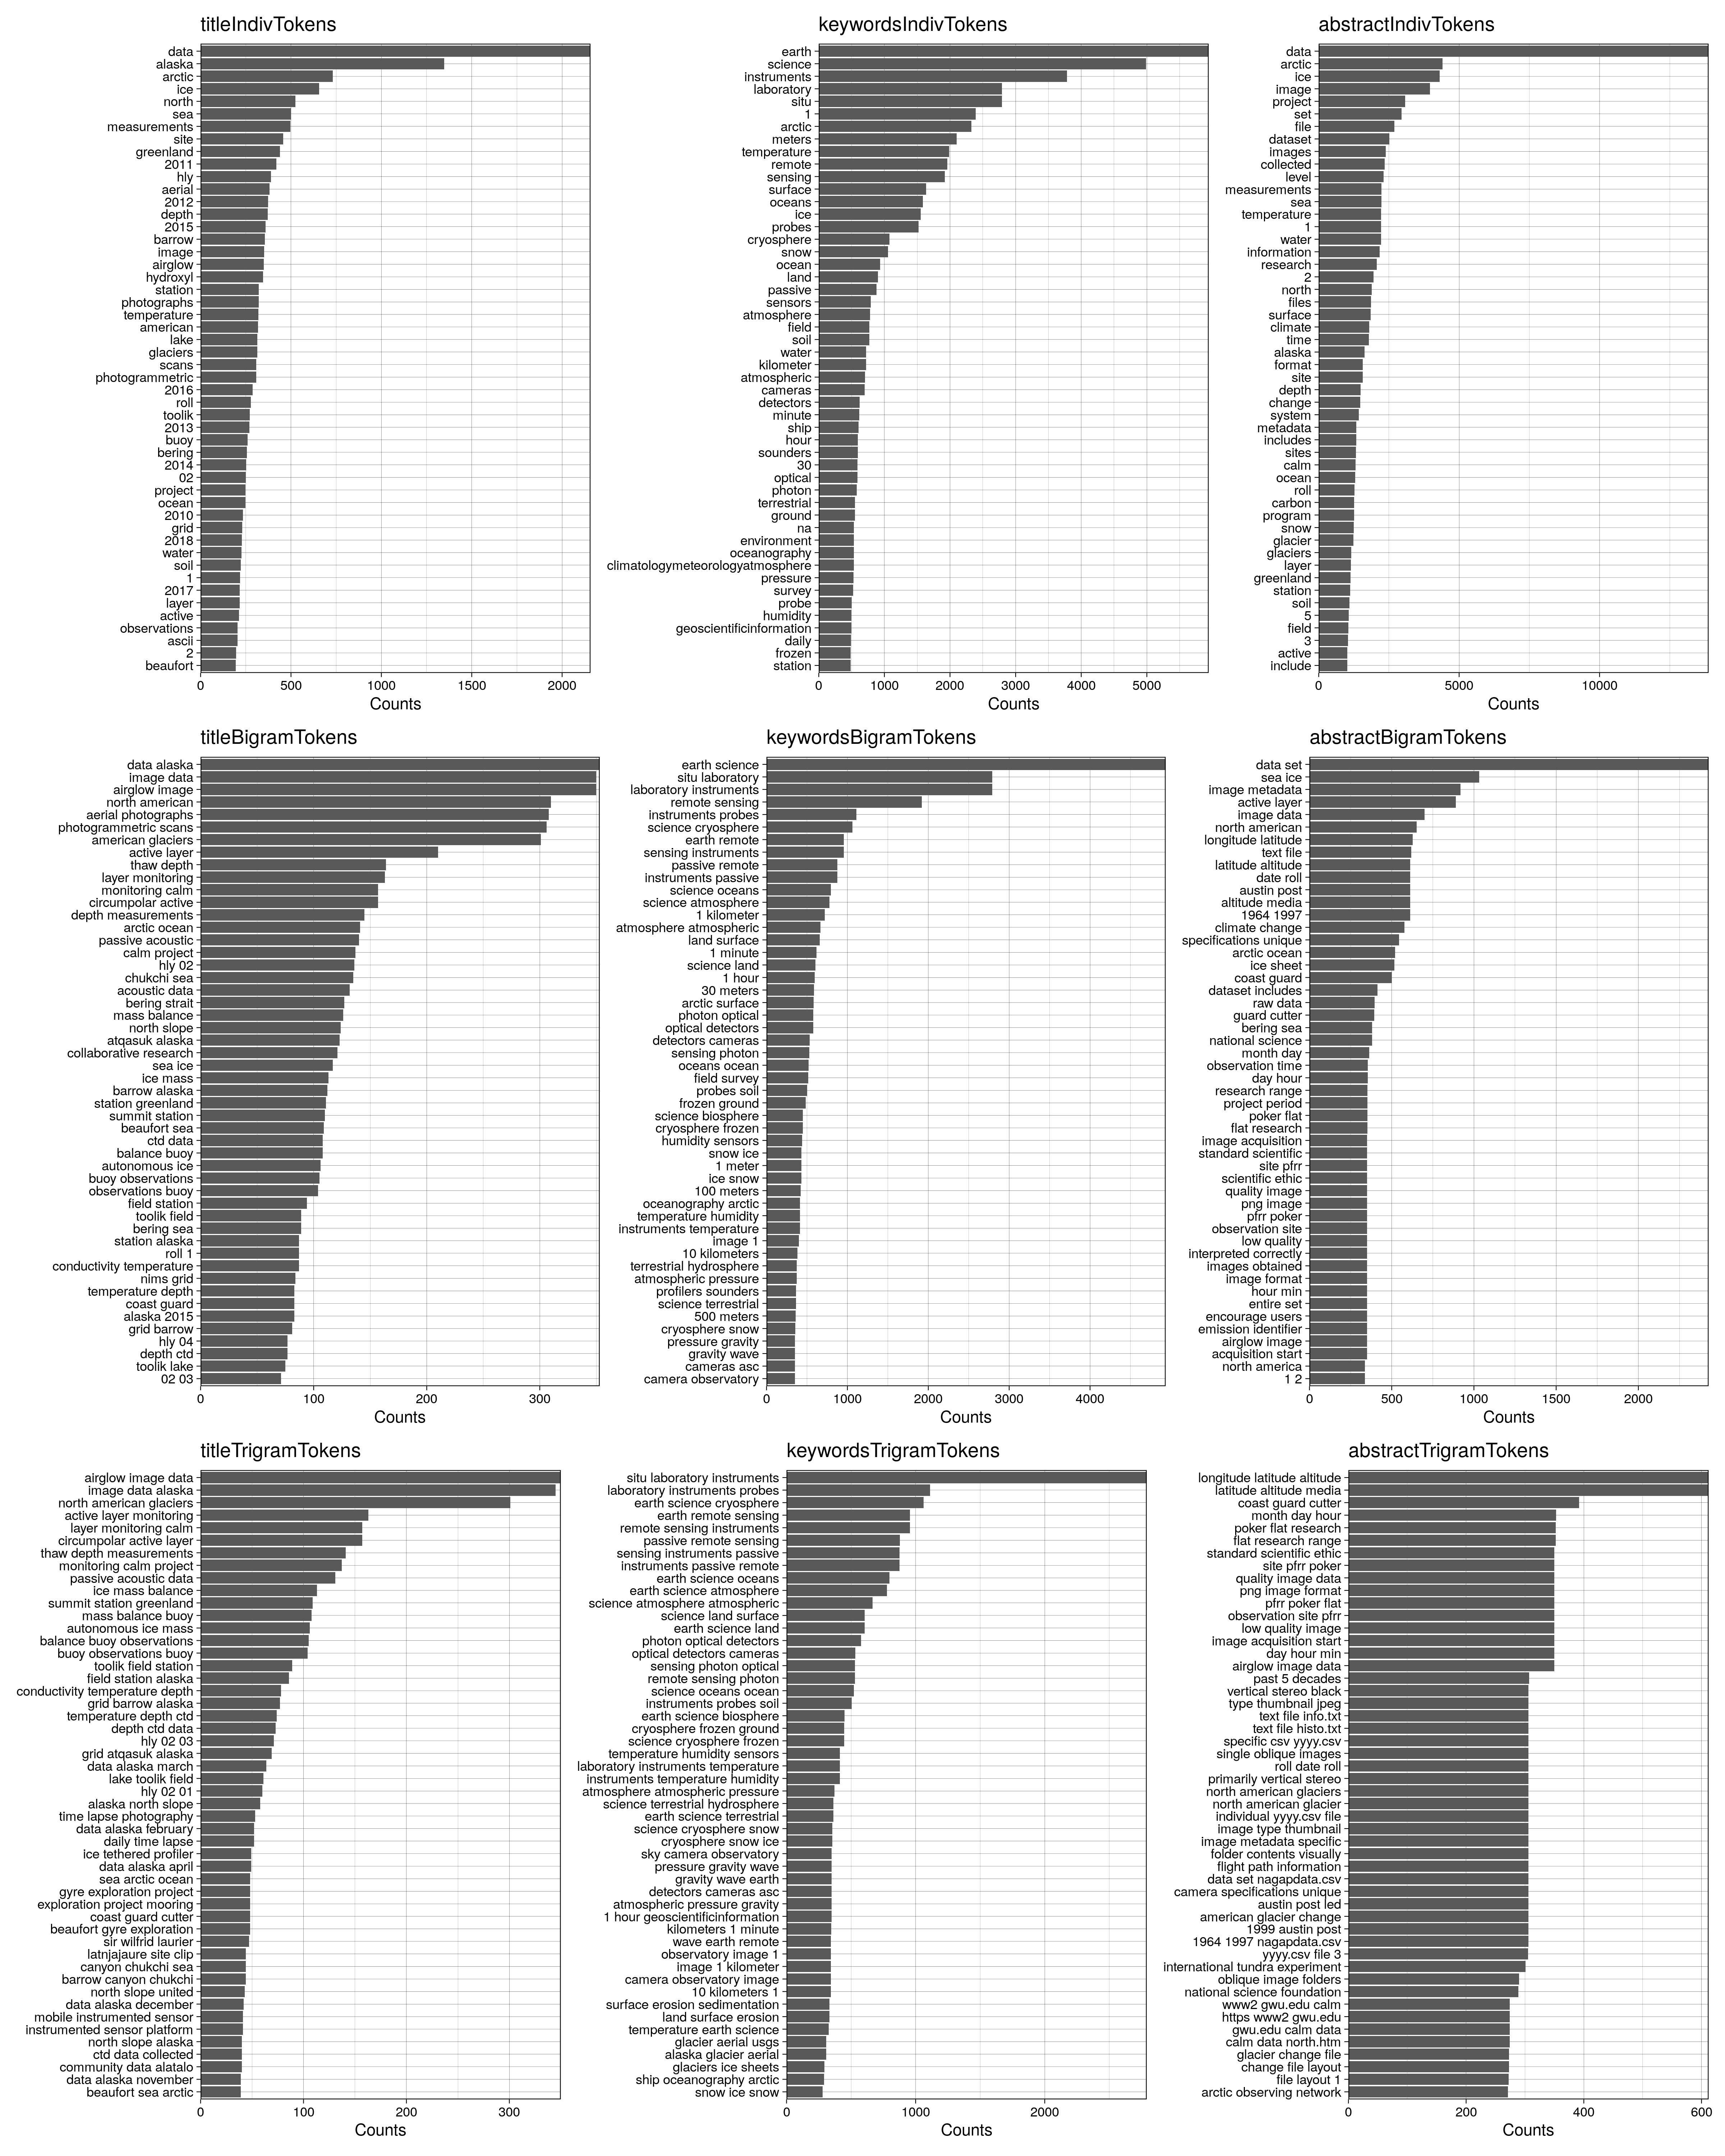 titleIndivTokens
data
alaska
arctic
ice
north
sea
measurements
site
greenland
2011
hly
aerial
2012
depth
2015
barrow
image
airglow
hydroxyl
station
photographs
temperature
american
lake
glaciers
scans
photogrammetric
2016
roll
toolik
2013
buoy
bering
2014
02
project
ocean
2010
grid
2018
water
soil
1
2017
layer
active
observations
ascii
2
beaufort
0 500 1000 1500 2000
Counts
keywordsIndivTokens
earth
science
instruments
laboratory
situ
1
arctic
meters
temperature
remote
sensing
surface
oceans
ice
probes
cryosphere
snow
ocean
land
passive
sensors
atmosphere
field
soil
water
kilometer
atmospheric
cameras
detectors
minute
ship
hour
sounders
30
optical
photon
terrestrial
ground
na
environment
oceanography
climatologymeteorologyatmosphere
pressure
survey
probe
humidity
geoscientificinformation
daily
frozen
station
0 1000 2000 3000 4000 5000
Counts
abstractIndivTokens
data
arctic
ice
image
project
set
file
dataset
images
collected
level
measurements
sea
temperature
1
water
information
research
2
north
files
surface
climate
time
alaska
format
site
depth
change
system
metadata
includes
sites
calm
ocean
roll
carbon
program
snow
glacier
glaciers
layer
greenland
station
soil
5
field
3
active
include
0 5000 10000
Counts
titleBigramTokens
data alaska
image data
airglow image
north american
aerial photographs
photogrammetric scans
american glaciers
active layer
thaw depth
layer monitoring
monitoring calm
circumpolar active
depth measurements
arctic ocean
passive acoustic
calm project
hly 02
chukchi sea
acoustic data
bering strait
mass balance
north slope
atqasuk alaska
collaborative research
sea ice
ice mass
barrow alaska
station greenland
summit station
beaufort sea
ctd data
balance buoy
autonomous ice
buoy observations
observations buoy
field station
toolik field
bering sea
station alaska
roll 1
conductivity temperature
nims grid
temperature depth
coast guard
alaska 2015
grid barrow
hly 04
depth ctd
toolik lake
02 03
0 100 200 300
Counts
keywordsBigramTokens
earth science
situ laboratory
laboratory instruments
remote sensing
instruments probes
science cryosphere
earth remote
sensing instruments
passive remote
instruments passive
science oceans
science atmosphere
1 kilometer
atmosphere atmospheric
land surface
1 minute
science land
1 hour
30 meters
arctic surface
photon optical
optical detectors
detectors cameras
sensing photon
oceans ocean
field survey
probes soil
frozen ground
science biosphere
cryosphere frozen
humidity sensors
snow ice
1 meter
ice snow
100 meters
oceanography arctic
temperature humidity
instruments temperature
image 1
10 kilometers
terrestrial hydrosphere
atmospheric pressure
profilers sounders
science terrestrial
500 meters
cryosphere snow
pressure gravity
gravity wave
cameras asc
camera observatory
0 1000 2000 3000 4000
Counts
abstractBigramTokens
data set
sea ice
image metadata
active layer
image data
north american
longitude latitude
text file
latitude altitude
date roll
austin post
altitude media
1964 1997
climate change
specifications unique
arctic ocean
ice sheet
coast guard
dataset includes
raw data
guard cutter
bering sea
national science
month day
observation time
day hour
research range
project period
poker flat
flat research
image acquisition
standard scientific
site pfrr
scientific ethic
quality image
png image
pfrr poker
observation site
low quality
interpreted correctly
images obtained
image format
hour min
entire set
encourage users
emission identifier
airglow image
acquisition start
north america
1 2
0 500 1000 1500 2000
Counts
titleTrigramTokens
airglow image data
image data alaska
north american glaciers
active layer monitoring
layer monitoring calm
circumpolar active layer
thaw depth measurements
monitoring calm project
passive acoustic data
ice mass balance
summit station greenland
mass balance buoy
autonomous ice mass
balance buoy observations
buoy observations buoy
toolik field station
field station alaska
conductivity temperature depth
grid barrow alaska
temperature depth ctd
depth ctd data
hly 02 03
grid atqasuk alaska
data alaska march
lake toolik field
hly 02 01
alaska north slope
time lapse photography
data alaska february
daily time lapse
ice tethered profiler
data alaska april
sea arctic ocean
gyre exploration project
exploration project mooring
coast guard cutter
beaufort gyre exploration
sir wilfrid laurier
latnjajaure site clip
canyon chukchi sea
barrow canyon chukchi
north slope united
data alaska december
mobile instrumented sensor
instrumented sensor platform
north slope alaska
ctd data collected
community data alatalo
data alaska november
beaufort sea arctic
0 100 200 300
Counts
keywordsTrigramTokens
situ laboratory instruments
laboratory instruments probes
earth science cryosphere
earth remote sensing
remote sensing instruments
passive remote sensing
sensing instruments passive
instruments passive remote
earth science oceans
earth science atmosphere
science atmosphere atmospheric
science land surface
earth science land
photon optical detectors
optical detectors cameras
sensing photon optical
remote sensing photon
science oceans ocean
instruments probes soil
earth science biosphere
cryosphere frozen ground
science cryosphere frozen
temperature humidity sensors
laboratory instruments temperature
instruments temperature humidity
atmosphere atmospheric pressure
science terrestrial hydrosphere
earth science terrestrial
science cryosphere snow
cryosphere snow ice
sky camera observatory
pressure gravity wave
gravity wave earth
detectors cameras asc
atmospheric pressure gravity
1 hour geoscientificinformation
kilometers 1 minute
wave earth remote
observatory image 1
image 1 kilometer
camera observatory image
10 kilometers 1
surface erosion sedimentation
land surface erosion
temperature earth science
glacier aerial usgs
alaska glacier aerial
glaciers ice sheets
ship oceanography arctic
snow ice snow
0 1000 2000
Counts
abstractTrigramTokens
longitude latitude altitude
latitude altitude media
coast guard cutter
month day hour
poker flat research
flat research range
standard scientific ethic
site pfrr poker
quality image data
png image format
pfrr poker flat
observation site pfrr
low quality image
image acquisition start
day hour min
airglow image data
past 5 decades
vertical stereo black
type thumbnail jpeg
text file info.txt
text file histo.txt
specific csv yyyy.csv
single oblique images
roll date roll
primarily vertical stereo
north american glaciers
north american glacier
individual yyyy.csv file
image type thumbnail
image metadata specific
folder contents visually
flight path information
data set nagapdata.csv
camera specifications unique
austin post led
american glacier change
1999 austin post
1964 1997 nagapdata.csv
yyyy.csv file 3
international tundra experiment
oblique image folders
national science foundation
www2 gwu.edu calm
https www2 gwu.edu
gwu.edu calm data
calm data north.htm
glacier change file
change file layout
file layout 1
arctic observing network
0 200 400 600
Counts